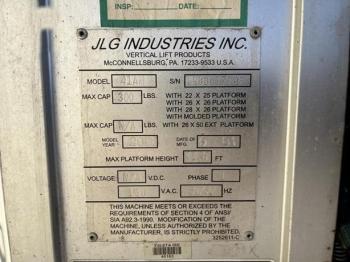 INSP: DATE:
JLG INDUSTRIES INC.
VERTICAL LIFT PRODUCTS
McCONNELLSBURG, PA. 17233-9533 U.S.A.
MODEL 41AM S/N
MAX CAP 300 LBS. WITH 22 X 25 PLATFORM
WITH 26 X 26 PLATFORM
WITH 28 X 26 PLATFORM
WITH MOLDED PLATFORM
MAX CAP N/A LBS. WITH 26 X 50 EXT PLATFORM
MODEL YEAR DATE OF MFG
MAX PLATFORM HEIGHT FT
VOLTAGE V.D.C. PHASE
V.A.C. HZ
THIS MACHINE MEETS OR EXCEEDS THE
REQUIREMENTS OF SECTION 4 OF ANSI/
SIA A92.3-1990. MODIFICATION OF THE
MACHINE, UNLESS AUTHORIZED BY THE
MANUFACTURER, IS STRICTLY PROHIBITED.
3252611-C